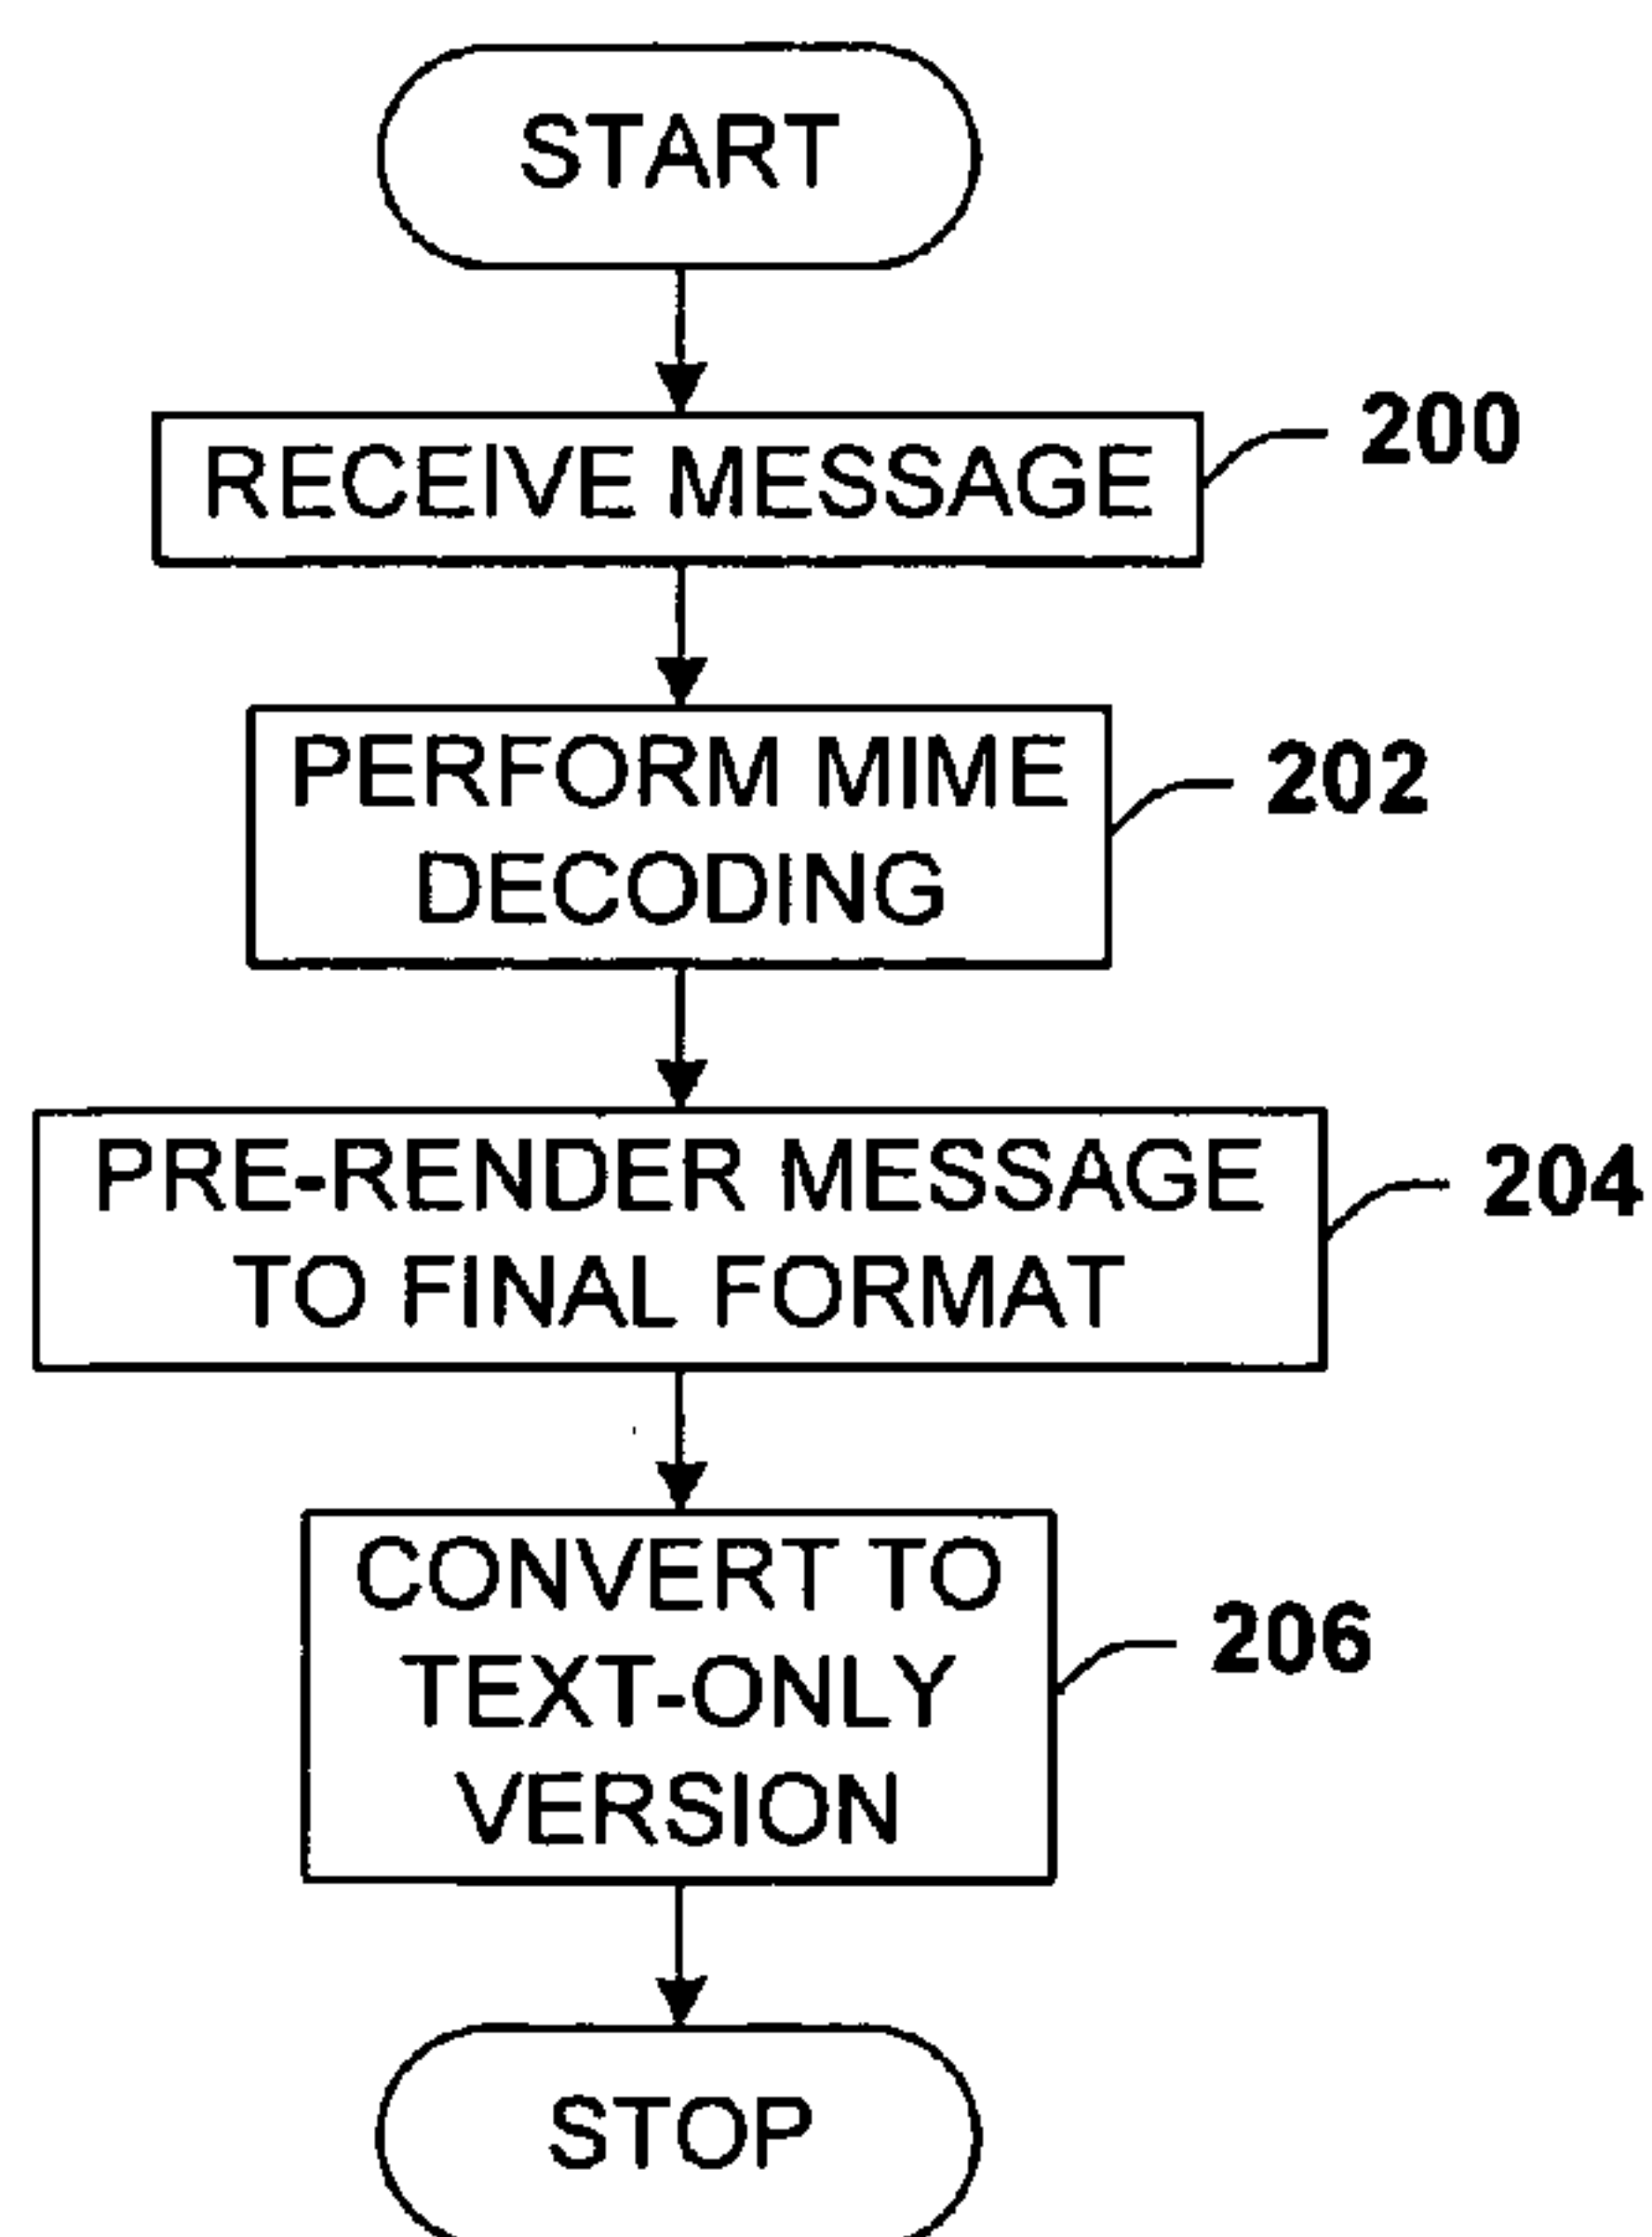 START
RECEIVE MESSAGE
200
PERFORM MIME
DECODING
202
PRE-RENDER MESSAGE
TO FINAL FORMAT
204
CONVERT TO
TEXT-ONLY
VERSION
206
STOP